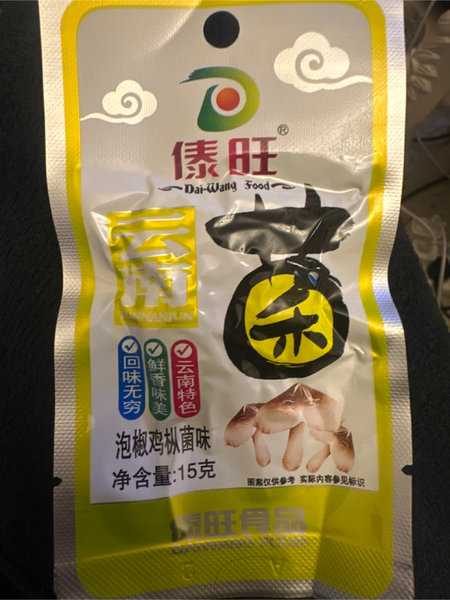 傣旺®
Dai-Wang Food
云南
YUNNANJUN
菌
回味无穷
鲜香味美
云南特色
泡椒鸡枞菌味
净含量:15克
图案仅供参考 实际内容参见标识
傣旺食品